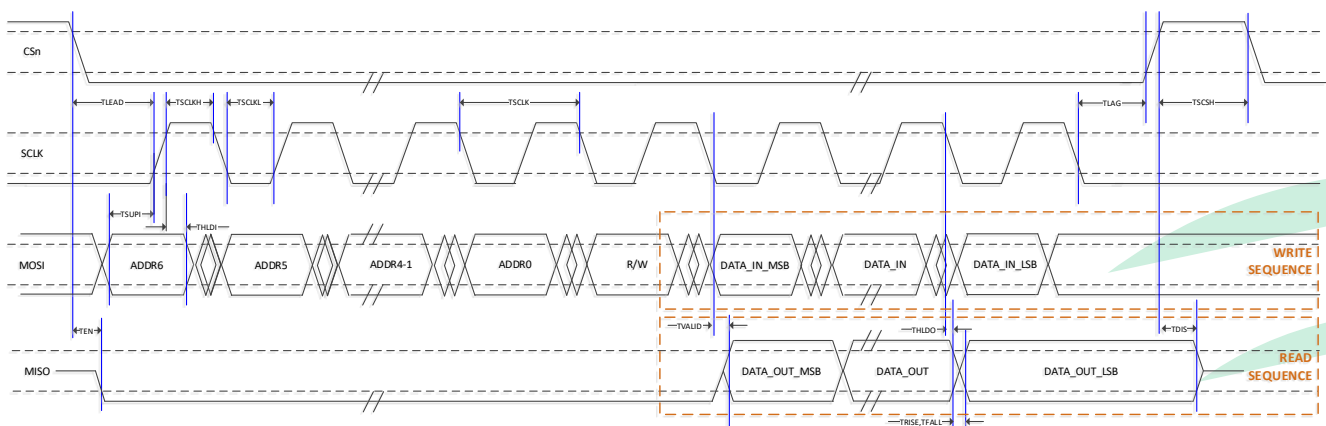 CSn
TLEAD
TSCLKH
TSCLKL
TSCLK
TLAG
TSCSH
SCLK
TSUPI
THLDI
MOSI
ADDR6
ADDR5
ADDR4-1
ADDR0
R/W
DATA_IN_MSB
DATA_IN
DATA_IN_LSB
WRITE
SEQUENCE
TEN
TVALID
THLDO
TDIS
MISO
DATA_OUT_MSB
DATA_OUT
DATA_OUT_LSB
READ
SEQUENCE
TRISE,TFALL